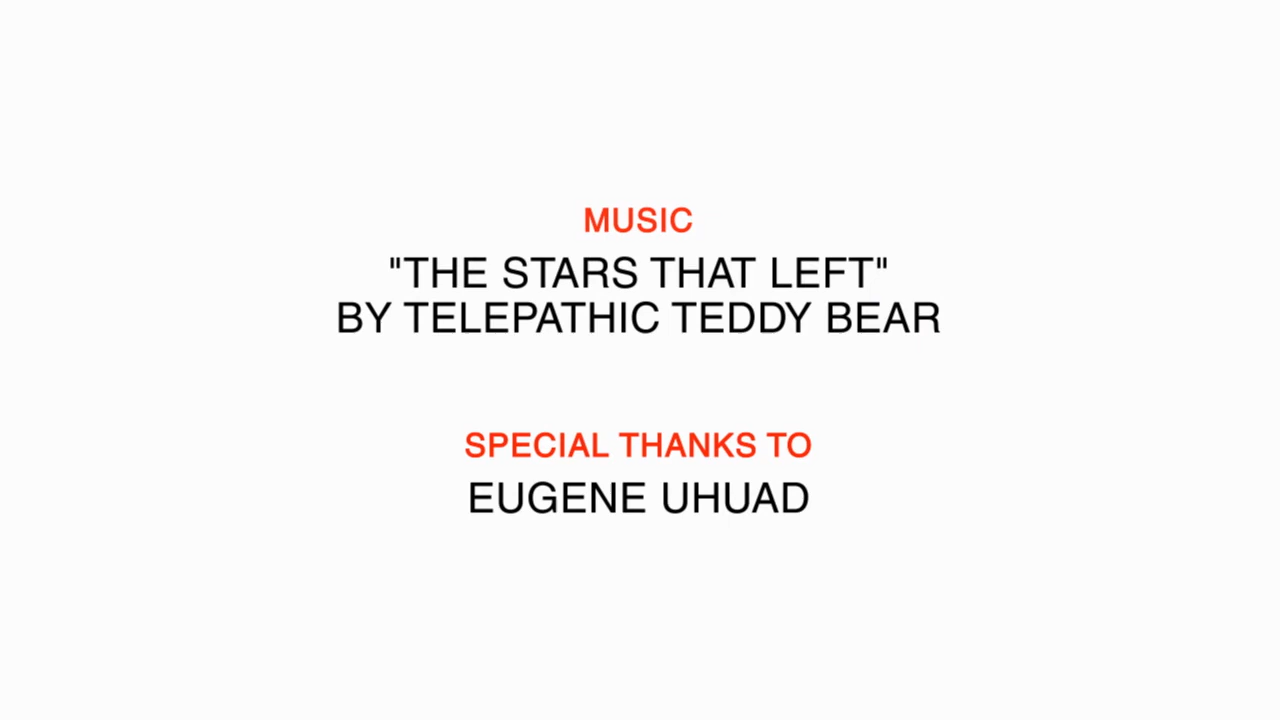 MUSIC
"THE STARS THAT LEFT"
BY TELEPATHIC TEDDY BEAR
SPECIAL THANKS TO
EUGENE UHUAD